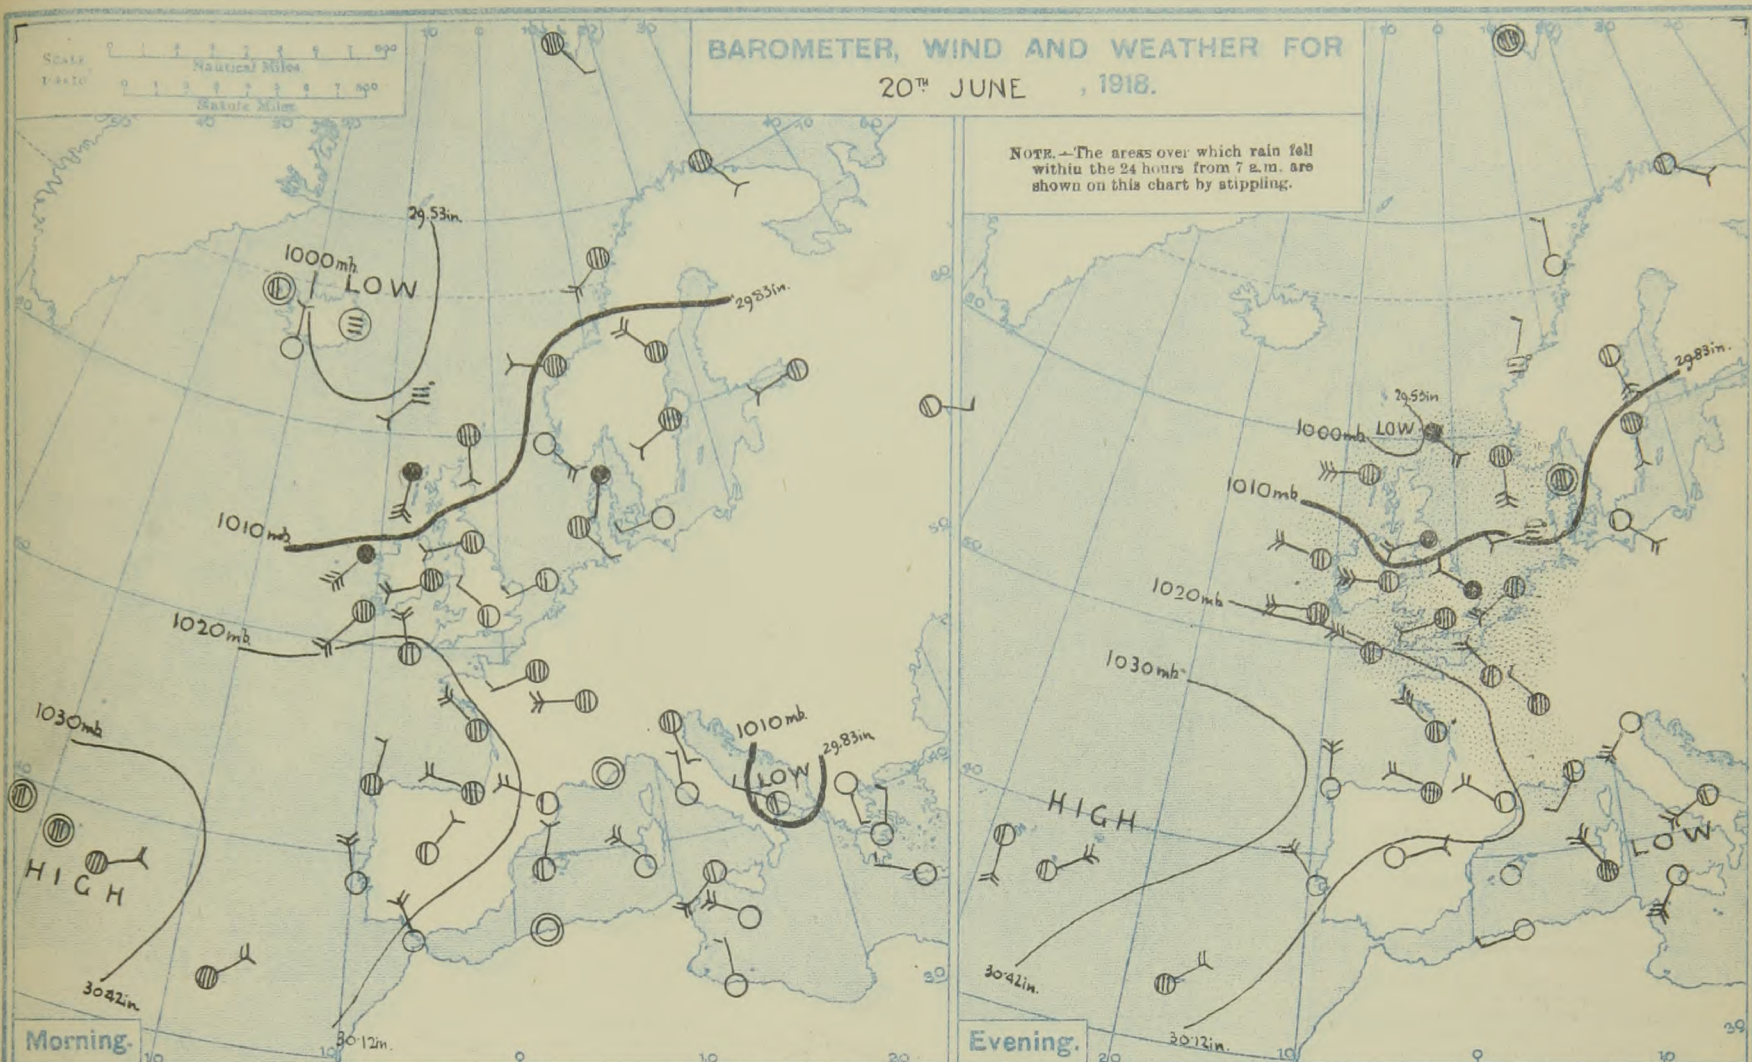 BAROMETER, WIND AND WEATHER FOR
20TH JUNE , 1918.
NOTE.—The areas over which rain fell
within the 24 hours from 7 a.m. are
shown on this chart by stippling.
Nautical Miles
Statute Miles
29.53in.
1000mb.
LOW
29.83in.
1010mb.
1020mb.
1030mb.
HIGH
30.42in.
30.12in.
1010mb.
29.83in.
LOW
Morning.
29.53in
1000mb.
LOW
29.83in.
1010mb.
1020mb.
1030mb.
HIGH
LOW
30.42in.
30.12in.
Evening.